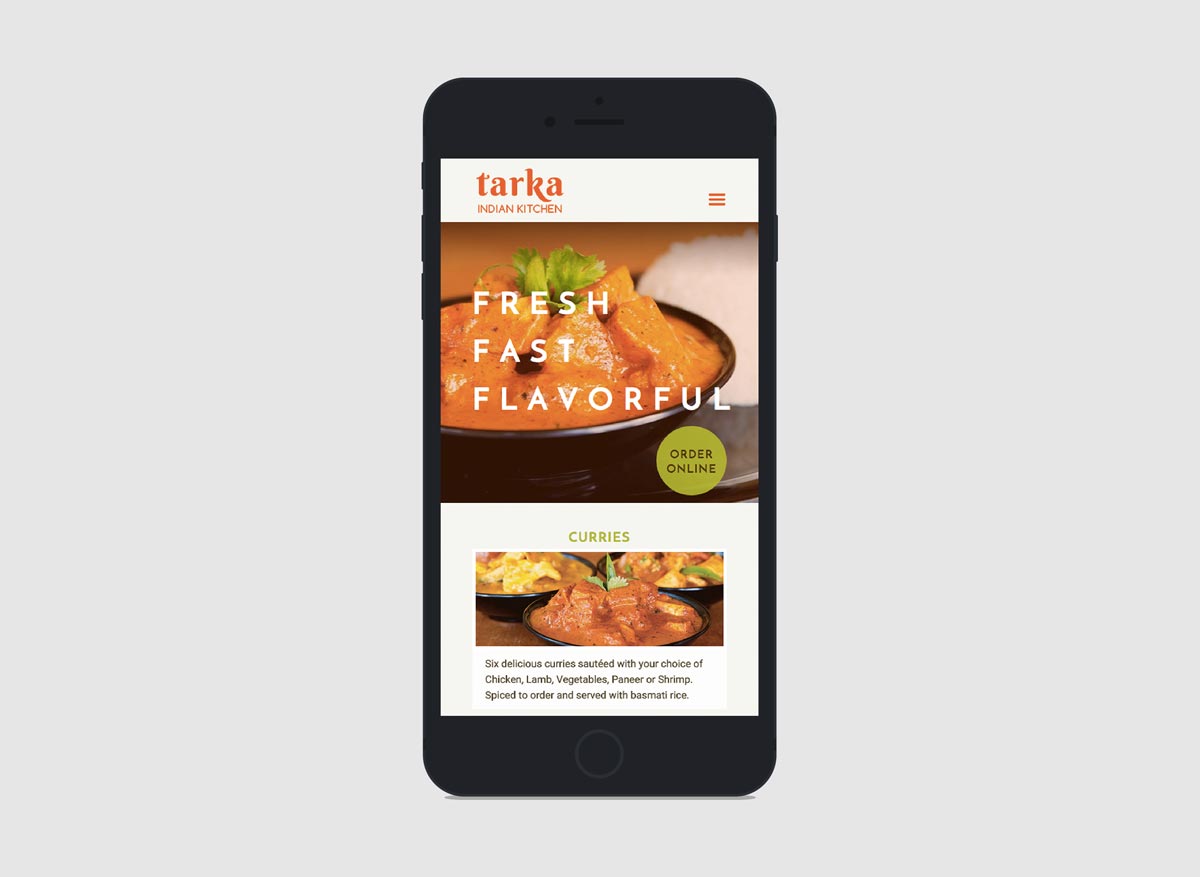 tarka
INDIAN KITCHEN
FRESH
FAST
FLAVORFUL
ORDER
ONLINE
CURRIES
Six delicious curries sautéed with your choice of
Chicken, Lamb, Vegetables, Paneer or Shrimp.
Spiced to order and served with basmati rice.